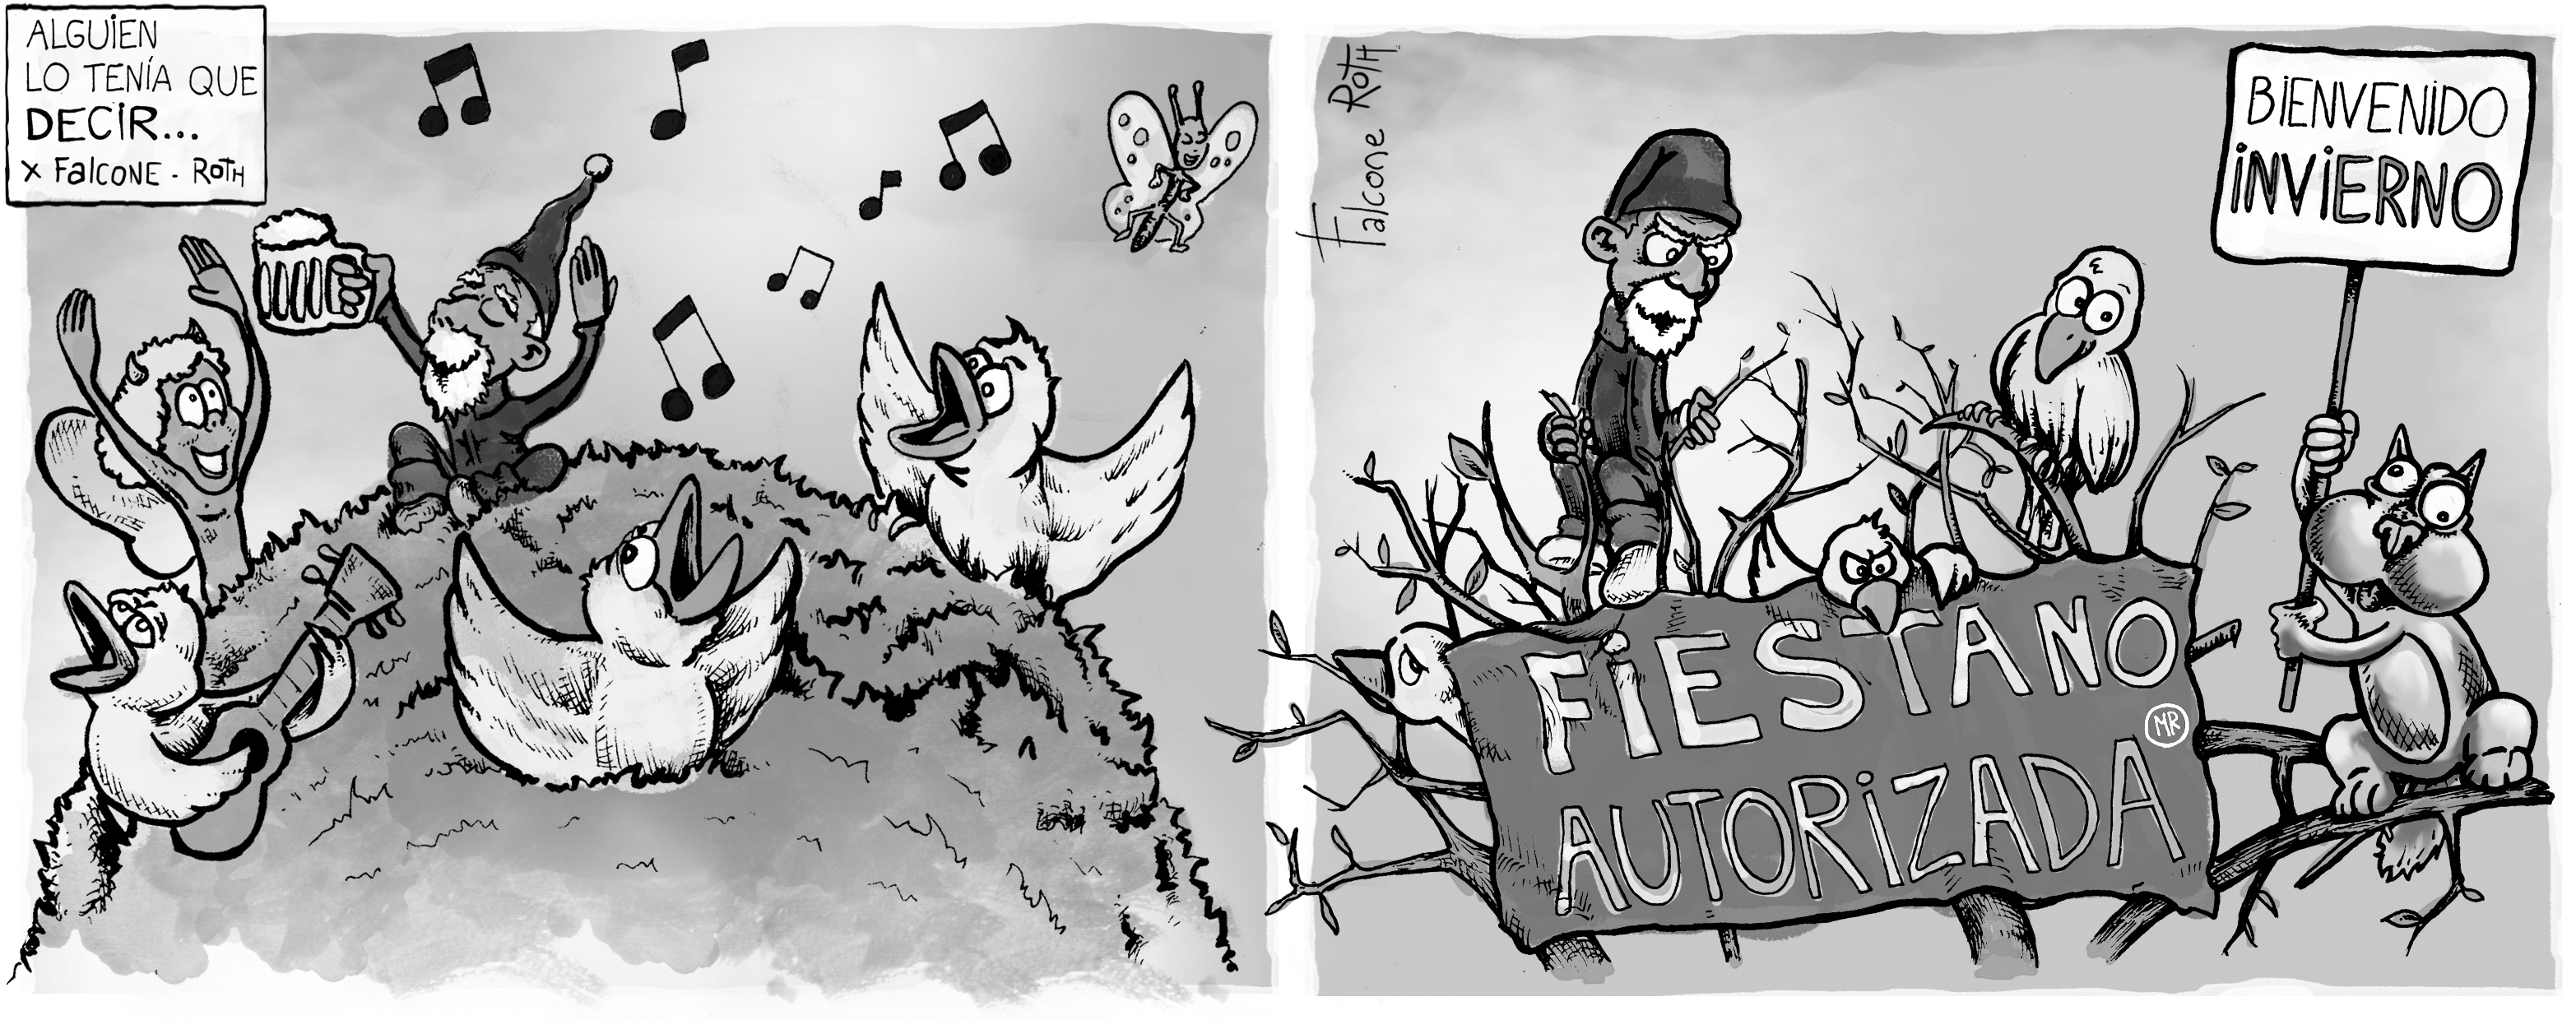 ALGUIEN
LO TENÍA QUE
DECIR...
x FALCONE - ROTH
Falcone ROTH
BIENVENIDO
INVIERNO
FIESTA NO
AUTORIZADA
MR